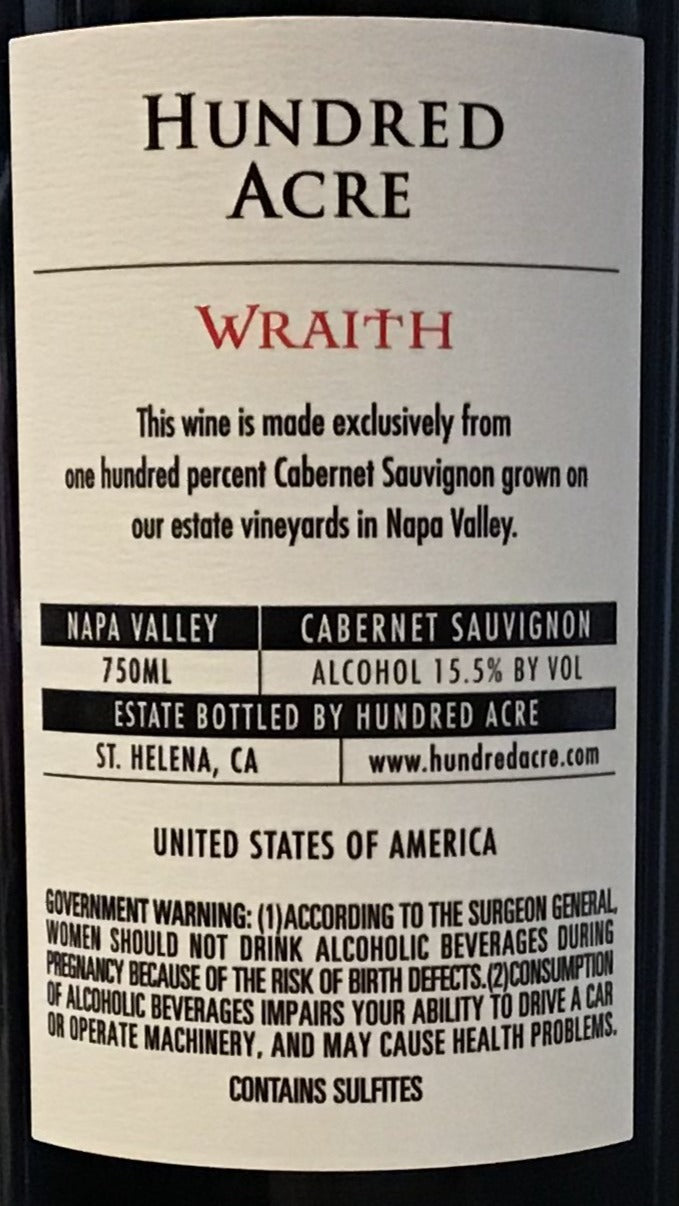 HUNDRED
ACRE
WRAITH
This wine is made exclusively from
one hundred percent Cabernet Sauvignon grown on
our estate vineyards in Napa Valley.
NAPA VALLEY CABERNET SAUVIGNON
750ML ALCOHOL 15.5% BY VOL
ESTATE BOTTLED BY HUNDRED ACRE
ST. HELENA, CA www.hundredacre.com
UNITED STATES OF AMERICA
GOVERNMENT WARNING: (1)ACCORDING TO THE SURGEON GENERAL,
WOMEN SHOULD NOT DRINK ALCOHOLIC BEVERAGES DURING
PREGNANCY BECAUSE OF THE RISK OF BIRTH DEFECTS.(2)CONSUMPTION
OF ALCOHOLIC BEVERAGES IMPAIRS YOUR ABILITY TO DRIVE A CAR
OR OPERATE MACHINERY, AND MAY CAUSE HEALTH PROBLEMS.
CONTAINS SULFITES